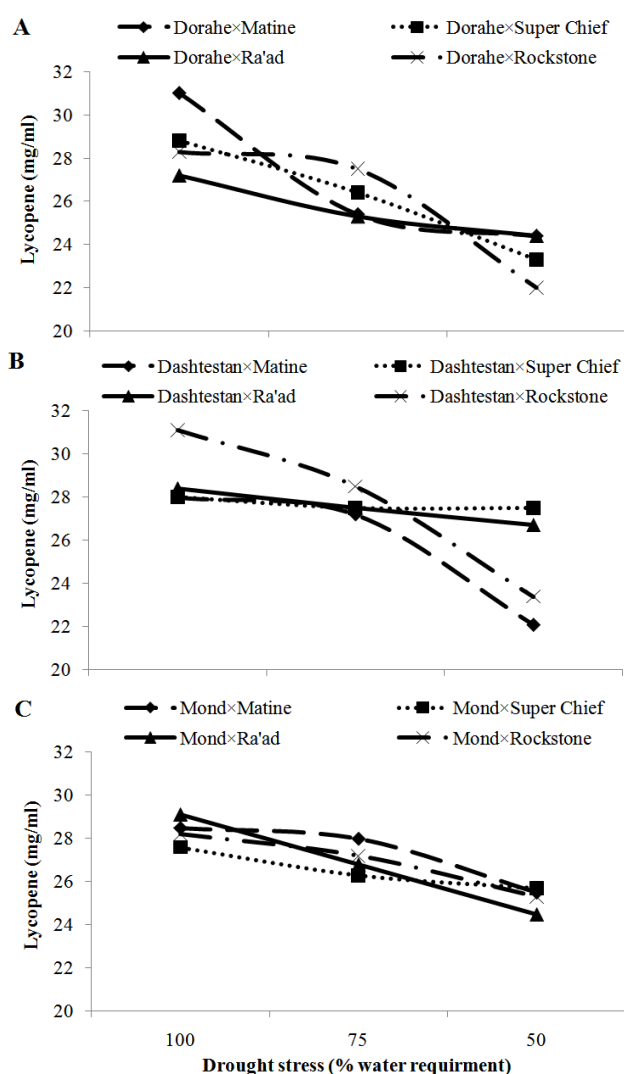 A
Dorahe×Matine
Dorahe×Super Chief
Dorahe×Ra'ad
Dorahe×Rockstone
32
30
28
26
24
22
20
Lycopene (mg/ml)
B
Dashtestan×Matine
Dashtestan×Super Chief
Dashtestan×Ra'ad
Dashtestan×Rockstone
32
30
28
26
24
22
20
Lycopene (mg/ml)
C
Mond×Matine
Mond×Super Chief
Mond×Ra'ad
Mond×Rockstone
32
30
28
26
24
22
20
Lycopene (mg/ml)
100
75
50
Drought stress (% water requirment)